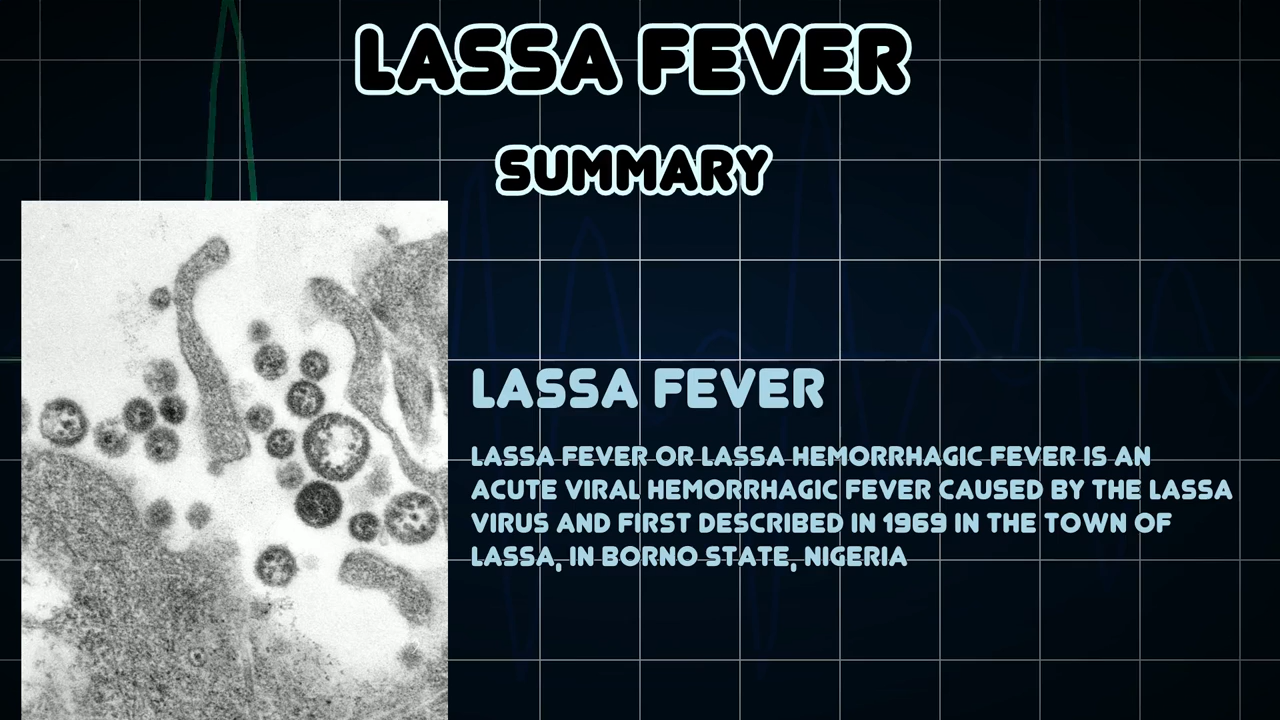 LASSA FEVER
SUMMARY
LASSA FEVER
LASSA FEVER OR LASSA HEMORRHAGIC FEVER IS AN
ACUTE VIRAL HEMORRHAGIC FEVER CAUSED BY THE LASSA
VIRUS AND FIRST DESCRIBED IN 1969 IN THE TOWN OF
LASSA, IN BORNO STATE, NIGERIA